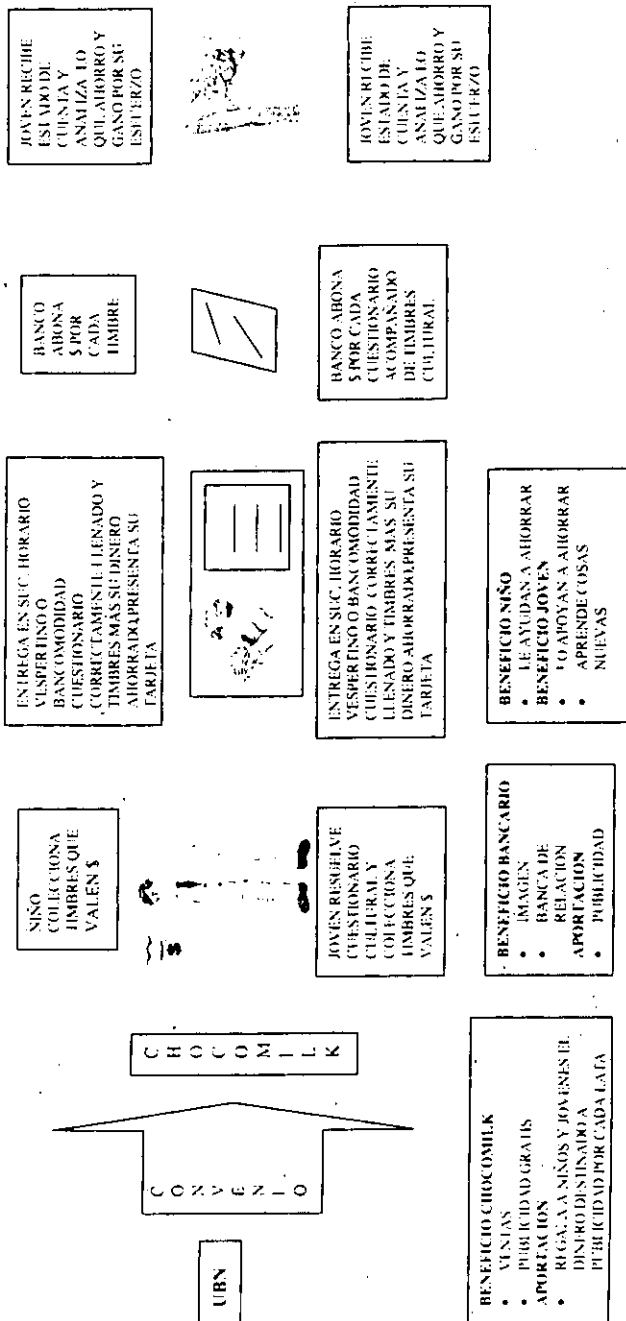 UBN
C
O
N
V
E
N
I
O
C
H
O
C
O
M
I
L
K
NIÑO
COLECCIONA
TIMBRES QUE
VALEN $
ENTREGA EN SUC. HORARIO
VESPERTINO O
BANCOMODIDAD
CUESTIONARIO
CORRECTAMENTE LLENADO Y
TIMBRES MÁS SU DINERO
AHORRADO,PRESENTA SU
TARJETA
BANCO
ABONA
$ POR
CADA
TIMBRE
JOVEN RECIBE
ESTADO DE
CUENTA Y
ANALIZA LO
QUE AHORRO Y
GANO POR SU
ESFUERZO
$
JOVEN RESUELVE
CUESTIONARIO
CULTURAL Y
COLECCIONA
TIMBRES QUE
VALEN $
ENTREGA EN SUC. HORARIO
VESPERTINO O BANCOMODIDAD
CUESTIONARIO CORRECTAMENTE
LLENADO Y TIMBRES MAS SU
DINERO AHORRADO,PRESENTA SU
TARJETA
BANCO ABONA
$ POR CADA
CUESTIONARIO
ACOMPAÑADO
DE TIMBRES
CULTURAL
JOVEN RECIBE
ESTADO DE
CUENTA Y
ANALIZA LO
QUE AHORRO Y
GANO POR SU
ESFUERZO
BENEFICIO CHOCOMILK
• VENTAS
• PUBLICIDAD GRATIS
APORTACION
• REGALA A NIÑOS Y JOVENES EL
DINERO DESTINADO A
PUBLICIDAD POR CADA LATA
BENEFICIO BANCARIO
• IMAGEN
• BANCA DE
RELACION
APORTACION
• PUBLICIDAD
BENEFICIO NIÑO
• LE AYUDAN A AHORRAR
BENEFICIO JOVEN
• LO APOYAN A AHORRAR
• APRENDE COSAS
NUEVAS